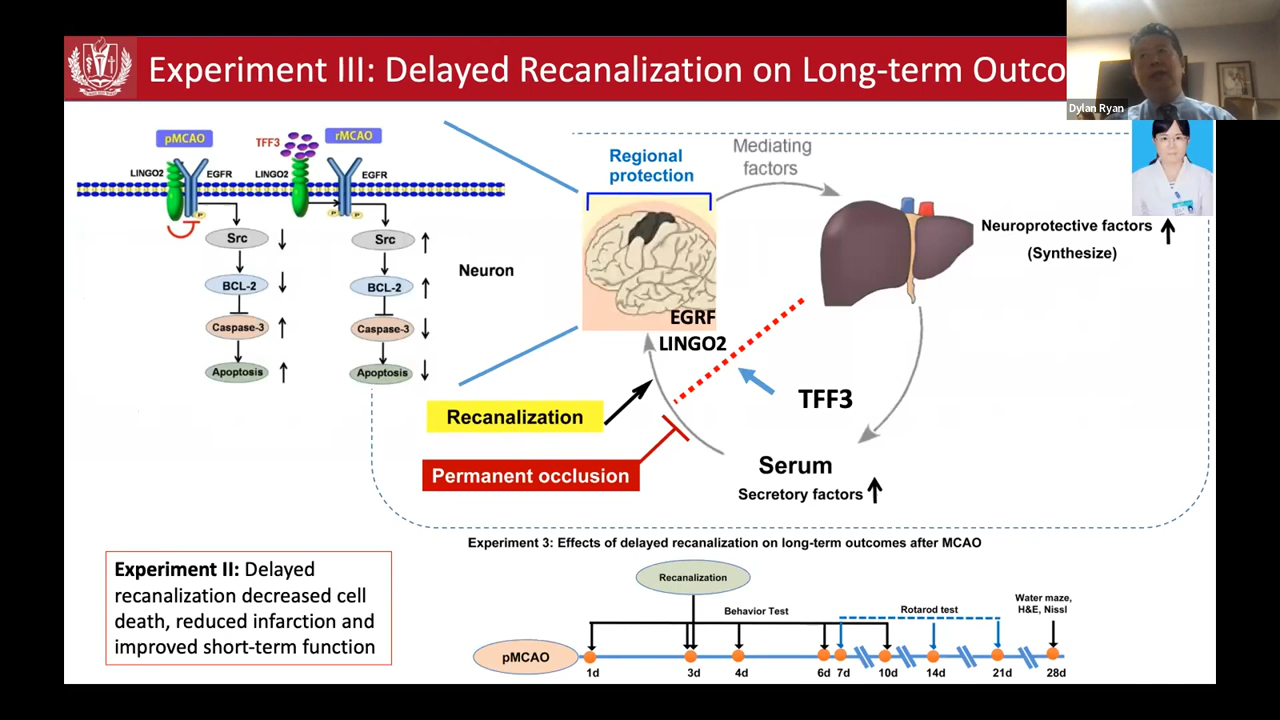 Experiment III: Delayed Recanalization on Long-term Outco
Dylan Ryan
pMCAO
TFF3
rMCAO
LINGO2
EGFR
LINGO2
EGFR
P
P
P
P
Src
Src
BCL-2
BCL-2
Caspase-3
Caspase-3
Apoptosis
Apoptosis
Neuron
Regional
protection
Mediating
factors
Neuroprotective factors
(Synthesize)
EGRF
LINGO2
Recanalization
TFF3
Permanent occlusion
Serum
Secretory factors
Experiment II: Delayed
recanalization decreased cell
death, reduced infarction and
improved short-term function
Experiment 3: Effects of delayed recanalization on long-term outcomes after MCAO
Recanalization
Behavior Test
Rotarod test
Water maze,
H&E, Nissl
pMCAO
1d
3d
4d
6d
7d
10d
14d
21d
28d